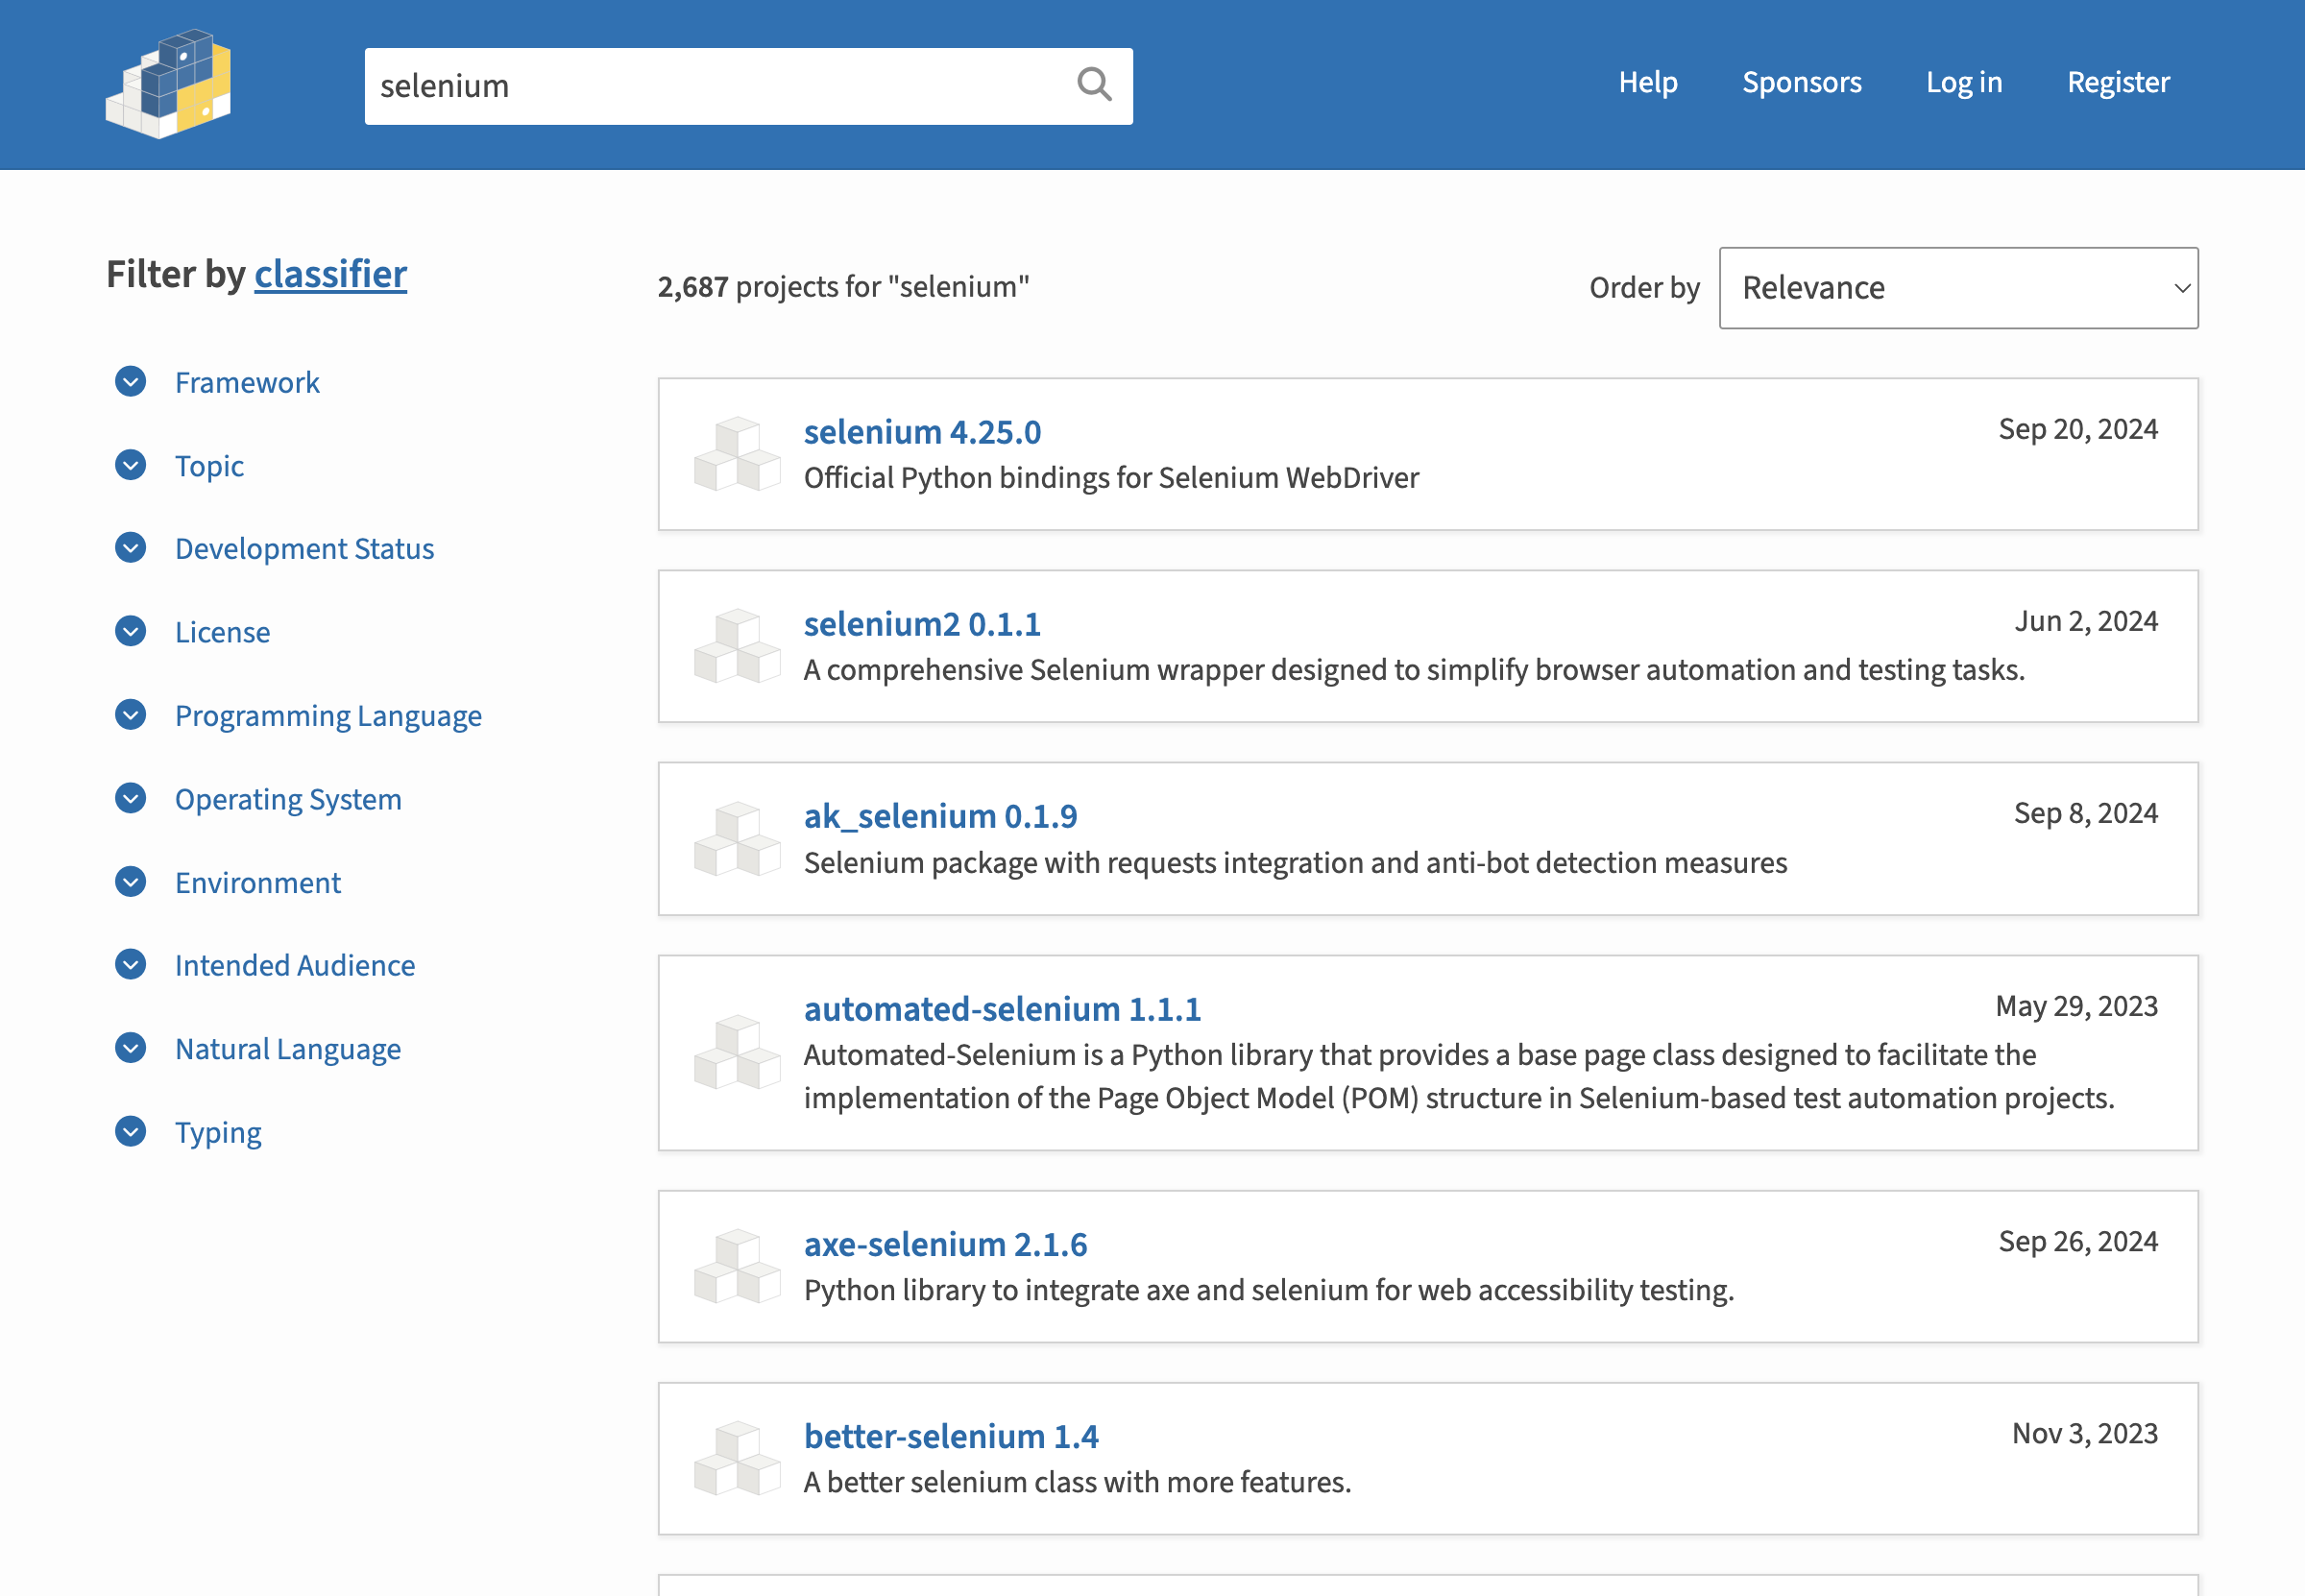 selenium
Help
Sponsors
Log in
Register
Filter by classifier
Framework
Topic
Development Status
License
Programming Language
Operating System
Environment
Intended Audience
Natural Language
Typing
2,687 projects for "selenium"
Order by
Relevance
selenium 4.25.0
Sep 20, 2024
Official Python bindings for Selenium WebDriver
selenium2 0.1.1
Jun 2, 2024
A comprehensive Selenium wrapper designed to simplify browser automation and testing tasks.
ak_selenium 0.1.9
Sep 8, 2024
Selenium package with requests integration and anti-bot detection measures
automated-selenium 1.1.1
May 29, 2023
Automated-Selenium is a Python library that provides a base page class designed to facilitate the
implementation of the Page Object Model (POM) structure in Selenium-based test automation projects.
axe-selenium 2.1.6
Sep 26, 2024
Python library to integrate axe and selenium for web accessibility testing.
better-selenium 1.4
Nov 3, 2023
A better selenium class with more features.